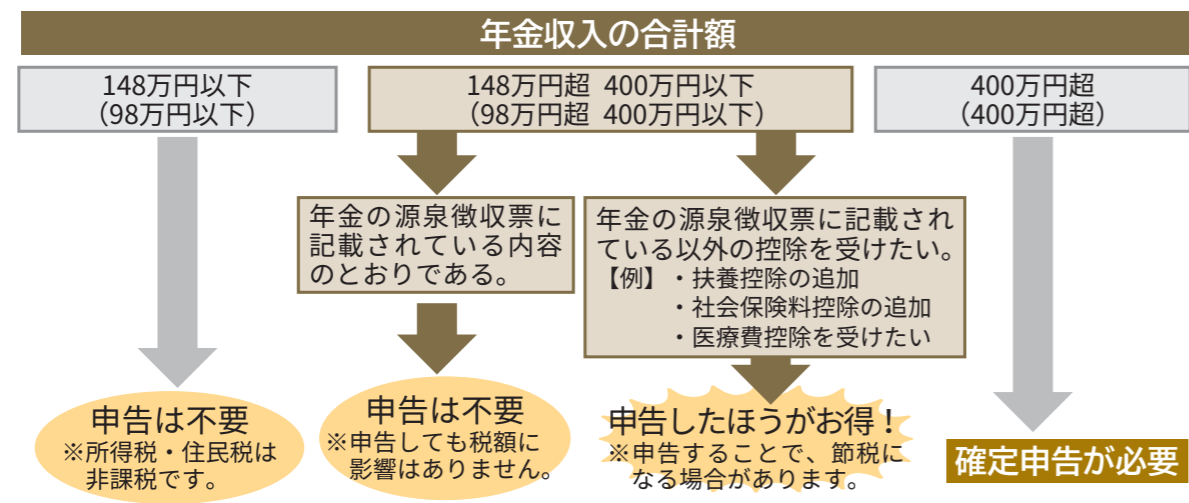 年金収入の合計額
148万円以下
（98万円以下）
148万円超 400万円以下
（98万円超 400万円以下）
400万円超
（400万円超）
年金の源泉徴収票に
記載されている内容
のとおりである。
年金の源泉徴収票に記載され
ている以外の控除を受けたい。
【例】・扶養控除の追加
・社会保険料控除の追加
・医療費控除を受けたい
申告は不要
※所得税・住民税は
非課税です。
申告は不要
※申告しても税額に
影響はありません。
申告したほうがお得！
※申告することで、節税に
なる場合があります。
確定申告が必要